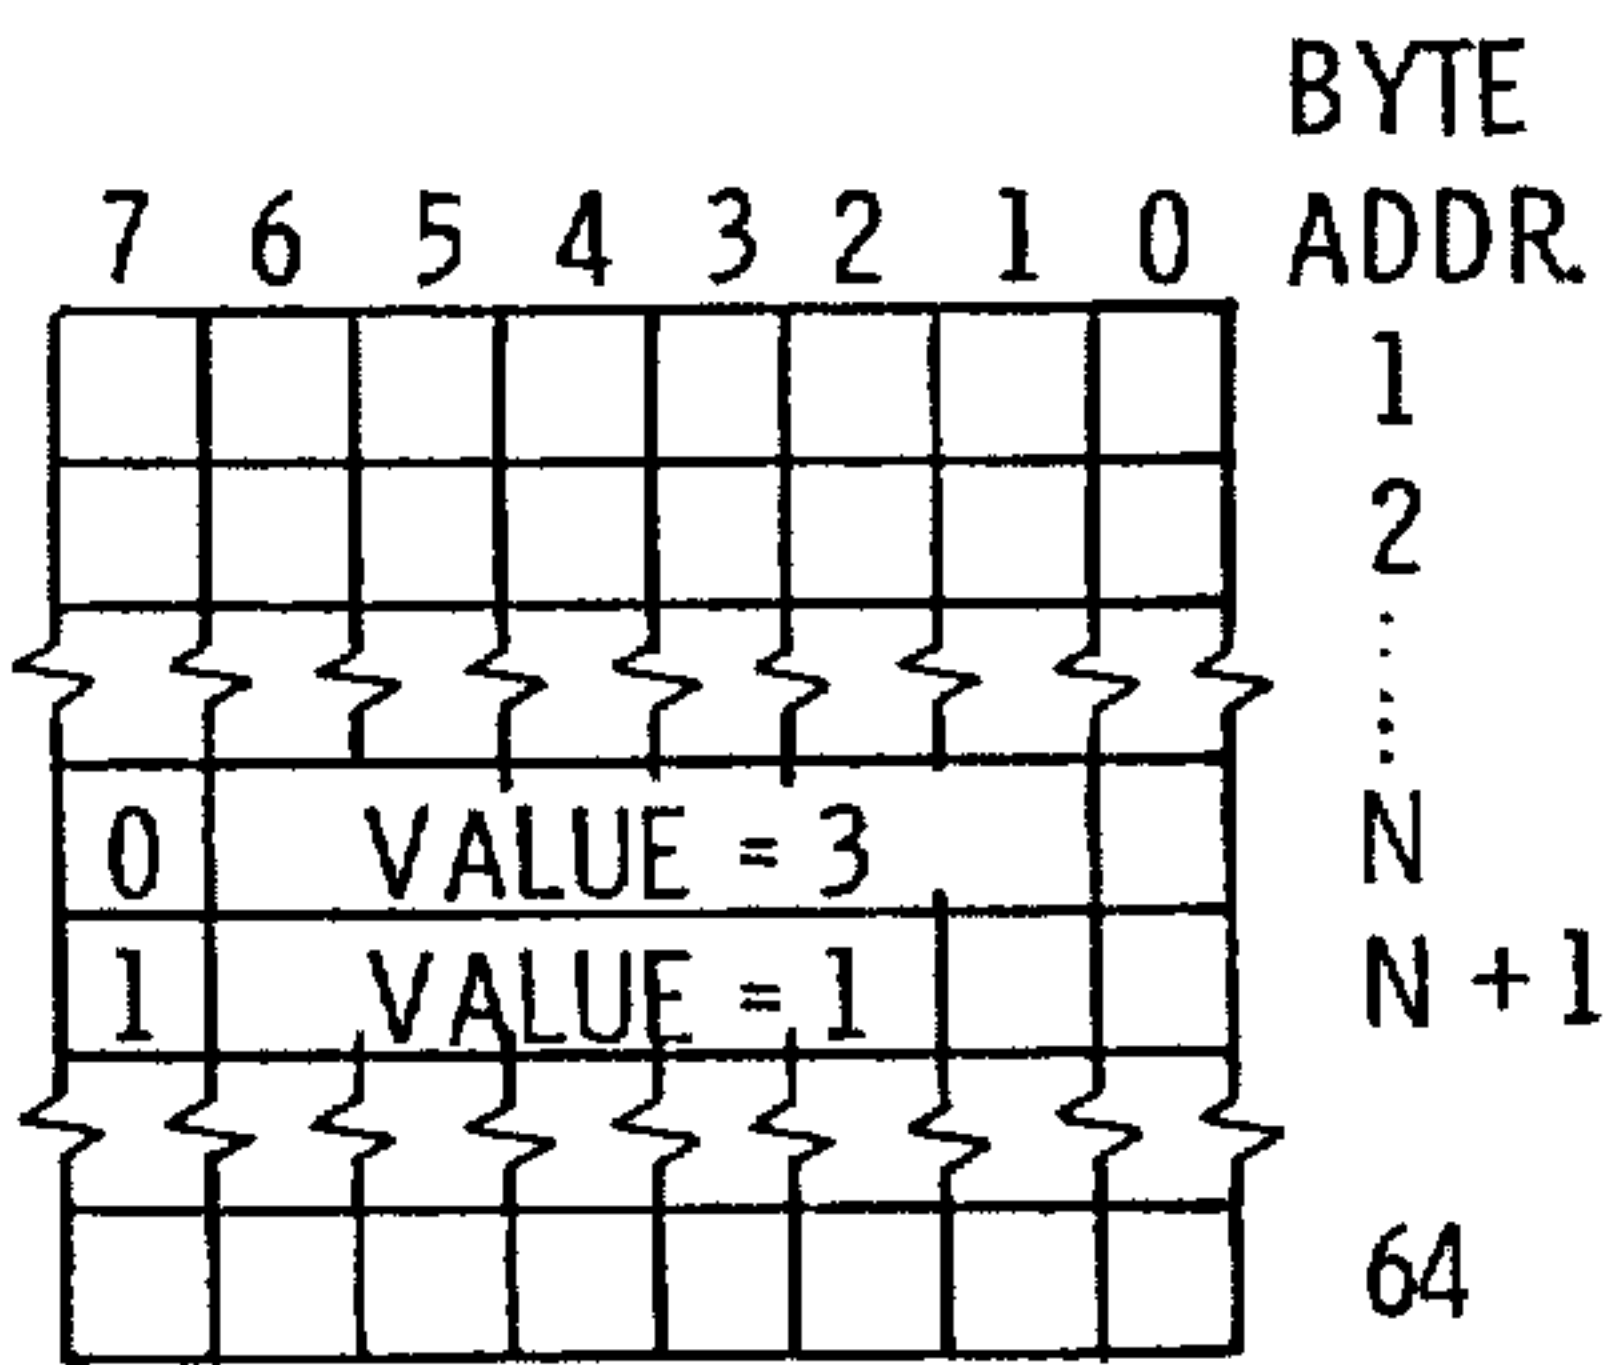 BYTE
7 6 5 4 3 2 1 0 ADDR.
1
2
0 VALUE = 3 N
1 VALUE = 1 N + 1
64